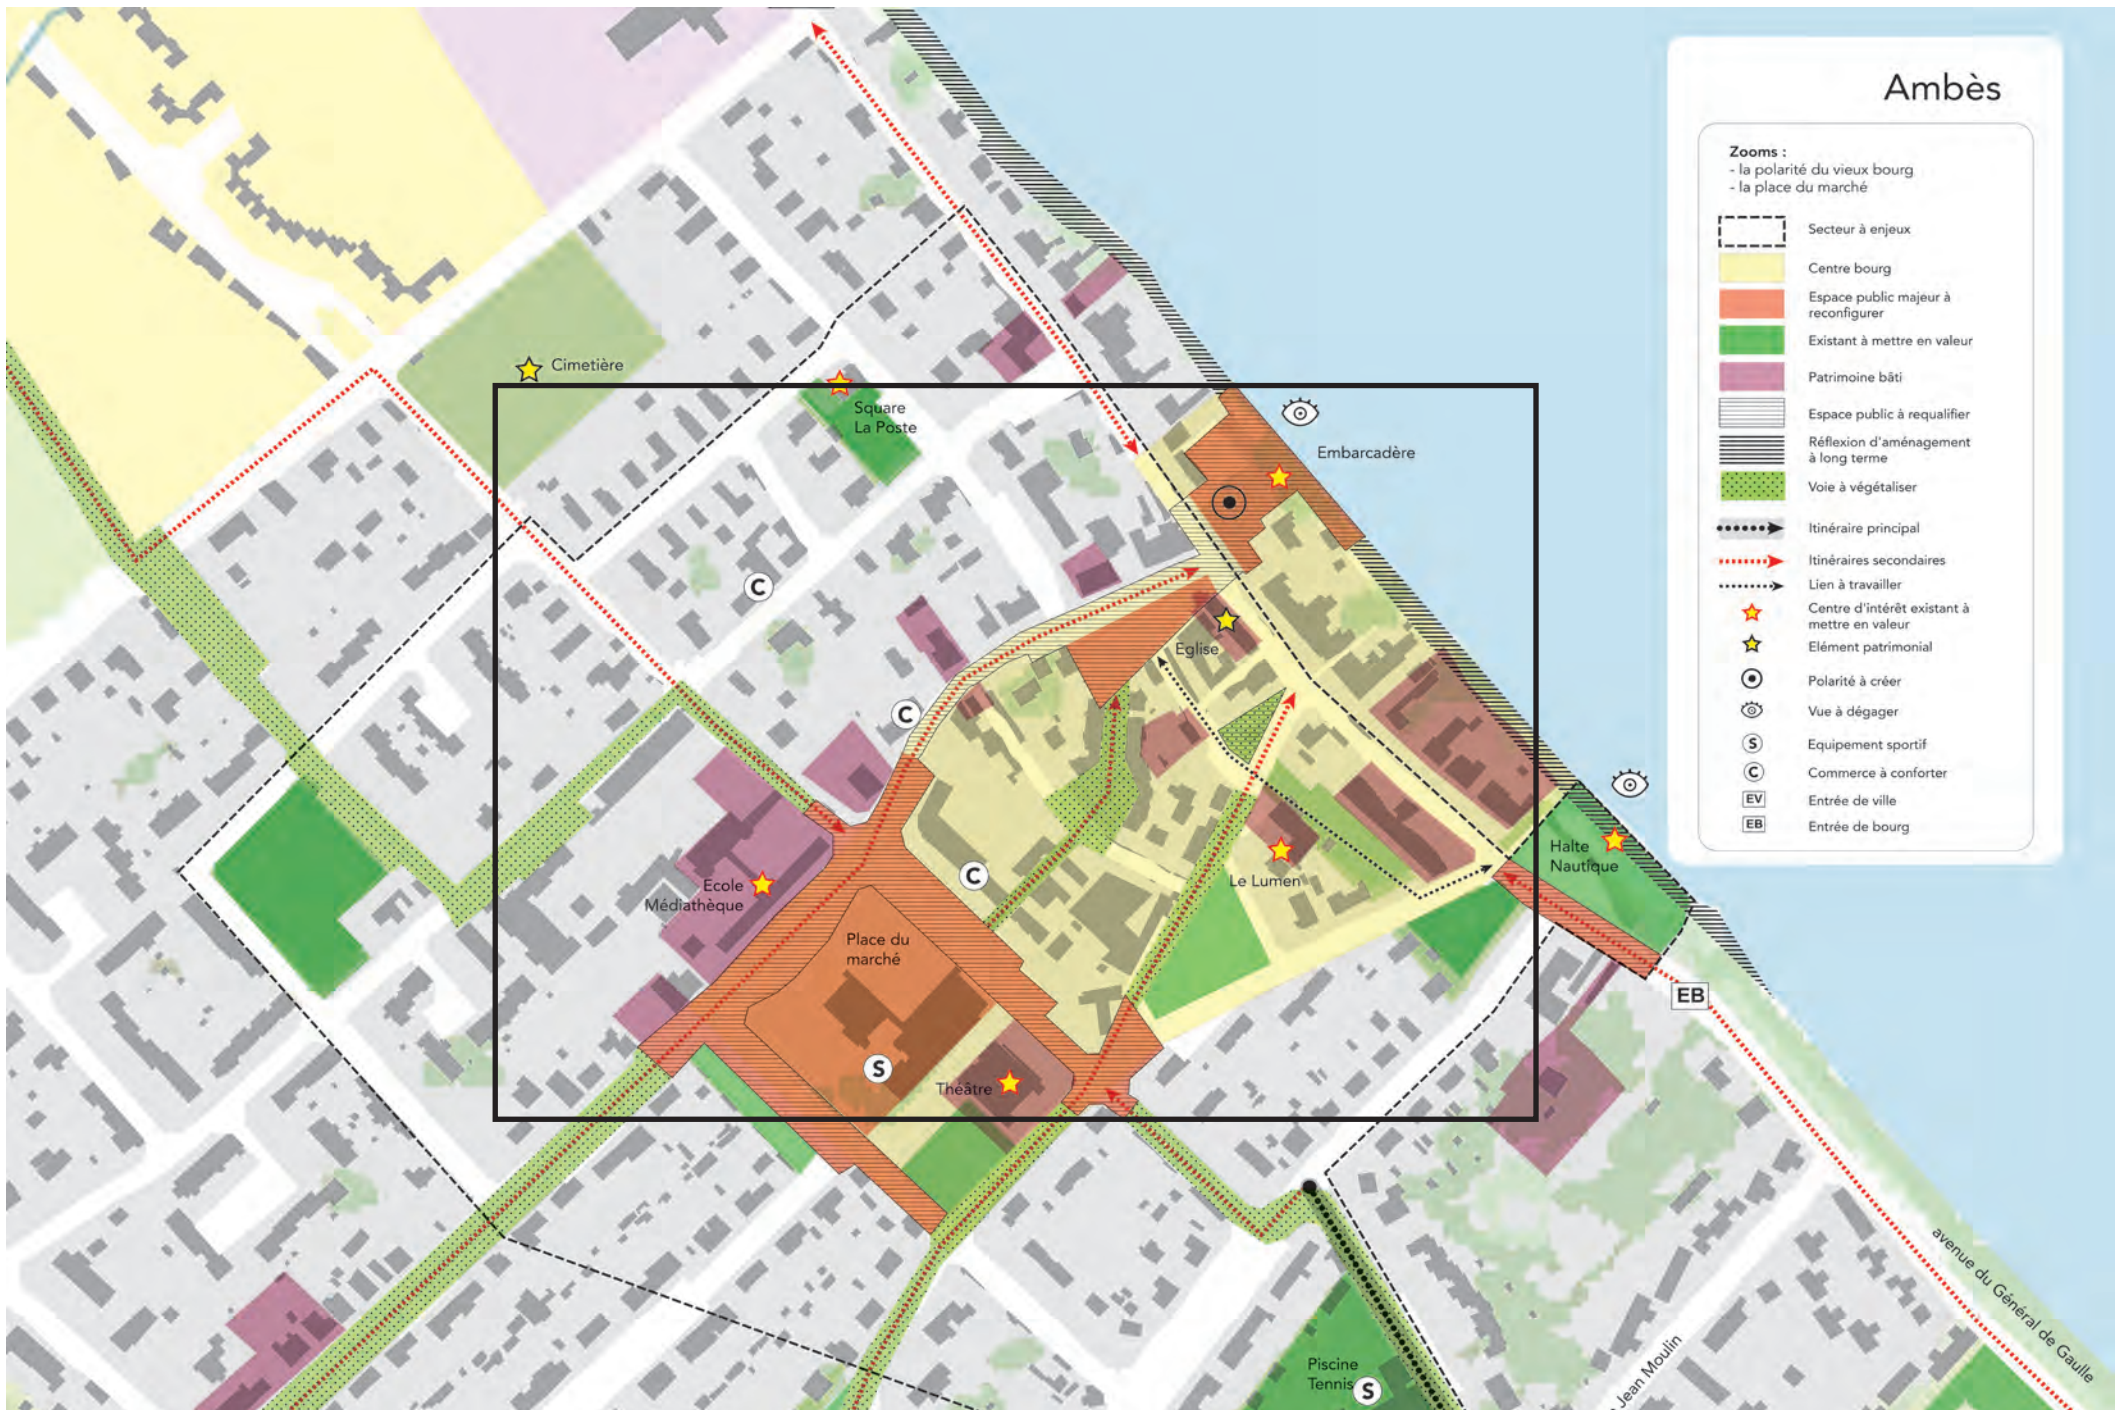 Ambès
Zooms :
- la polarité du vieux bourg
- la place du marché
Secteur à enjeux
Centre bourg
Espace public majeur à
reconfigurer
Existant à mettre en valeur
Patrimoine bâti
Espace public à requalifier
Réflexion d'aménagement
à long terme
Voie à végétaliser
Itinéraire principal
Itinéraires secondaires
Lien à travailler
Centre d'intérêt existant à
mettre en valeur
Elément patrimonial
Polarité à créer
Vue à dégager
S Equipement sportif
C Commerce à conforter
EV Entrée de ville
EB Entrée de bourg
Cimetière
Square
La Poste
Embarcadère
C
Eglise
C
Halte
Nautique
C
Le Lumen
Ecole
Médiathèque
Place du
marché
EB
S
Théâtre
avenue du Général de Gaulle
Jean Moulin
Piscine
Tennis
S